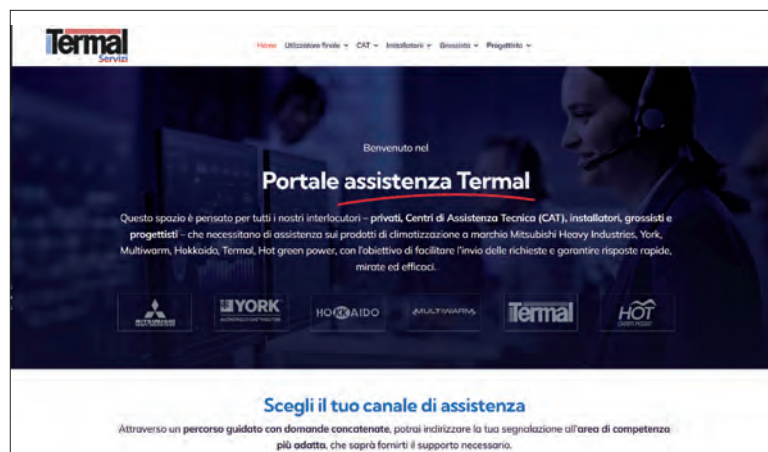 Termal
Servizi
Home Utilizzatore finale CAT Installatori Grossista Progettista
Benvenuto nel
Portale assistenza Termal
Questo spazio è pensato per tutti i nostri interlocutori – privati, Centri di Assistenza Tecnica (CAT), installatori, grossisti e
progettisti – che necessitano di assistenza sui prodotti di climatizzazione a marchio Mitsubishi Heavy Industries, York,
Multiwarm, Hokkaido, Termal, Hot green power, con l'obiettivo di facilitare l'invio delle richieste e garantire risposte rapide,
mirate ed efficaci.
MITSUBISHI YORK HOKKAIDO MULTIWARM Termal HOT
Scegli il tuo canale di assistenza
Attraverso un percorso guidato con domande concatenate, potrai indirizzare la tua segnalazione all'area di competenza
più adatta, che saprà fornirti il supporto necessario.